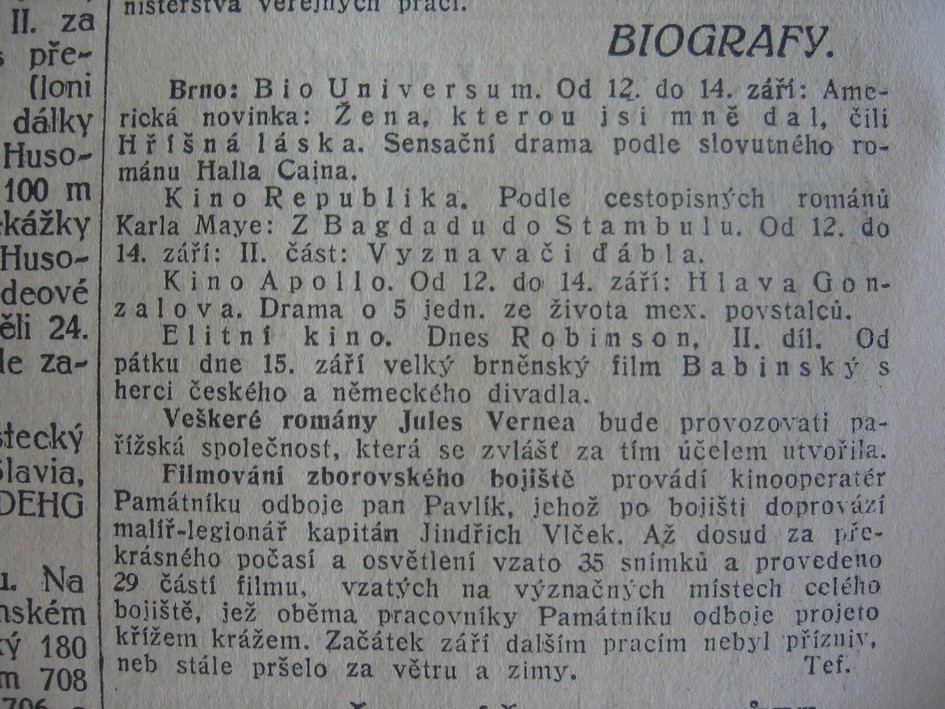 II. za
pře-
(loni
dálky
Huso-
100 m
kážky
Huso-
deové
ěli 24.
le za-
stecký
Slavia,
DEHG
u. Na
nském
ký 180
m 708
nisterstva veřejných prací.
BIOGRAFY.
Brno: Bio Universum. Od 12. do 14. září: Ame-
rická novinka: Žena, kterou jsi mně dal, čili
Hříšná láska. Sensační drama podle slovutného ro-
mánu Halla Caina.
Kino Republika. Podle cestopisných románů
Karla Maye: Z Bagdadu do Stambulu. Od 12. do
14. září: II. část: Vyznavači ďábla.
Kino Apollo. Od 12. do 14. září: Hlava Gon-
zalova. Drama o 5 jedn. ze života mex. povstalců.
Elitní kino. Dnes Robinson, II. díl. Od
pátku dne 15. září velký brněnský film Babinský s
herci českého a německého divadla.
Veškeré romány Jules Vernea bude provozovati pa-
řížská společnost, která se zvlášť za tím účelem utvořila.
Filmování zborovského bojiště provádí kinooperatér
Památníku odboje pan Pavlík, jehož po bojišti doprovází
malíř-legionář kapitán Jindřich Vlček. Až dosud za pře-
krásného počasí a osvětlení vzato 35 snímků a provedeno
29 částí filmu, vzatých na význačných místech celého
bojiště, jež oběma pracovníky Památníku odboje projeto
křížem krážem. Začátek září dalším pracím nebyl přízniv,
neb stále pršelo za větru a zimy. Tef.